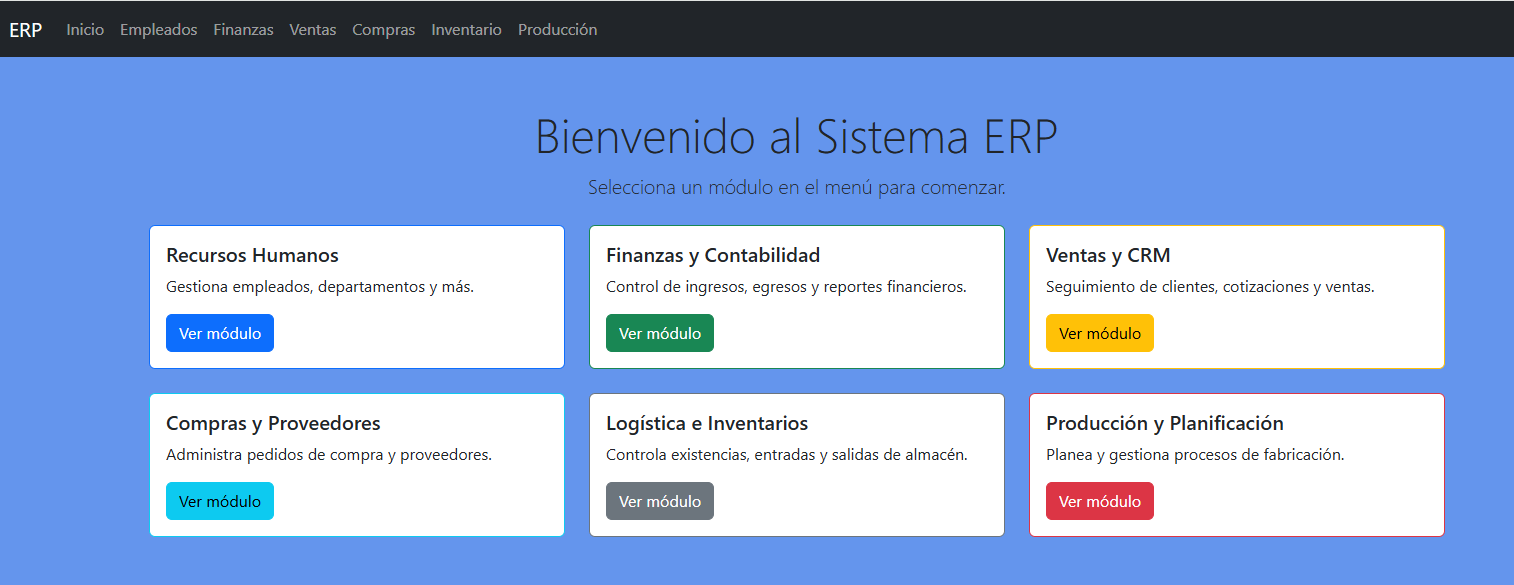 ERP Inicio Empleados Finanzas Ventas Compras Inventario Producción
Bienvenido al Sistema ERP
Selecciona un módulo en el menú para comenzar.
Recursos Humanos
Gestiona empleados, departamentos y más.
Ver módulo
Finanzas y Contabilidad
Control de ingresos, egresos y reportes financieros.
Ver módulo
Ventas y CRM
Seguimiento de clientes, cotizaciones y ventas.
Ver módulo
Compras y Proveedores
Administra pedidos de compra y proveedores.
Ver módulo
Logística e Inventarios
Controla existencias, entradas y salidas de almacén.
Ver módulo
Producción y Planificación
Planea y gestiona procesos de fabricación.
Ver módulo